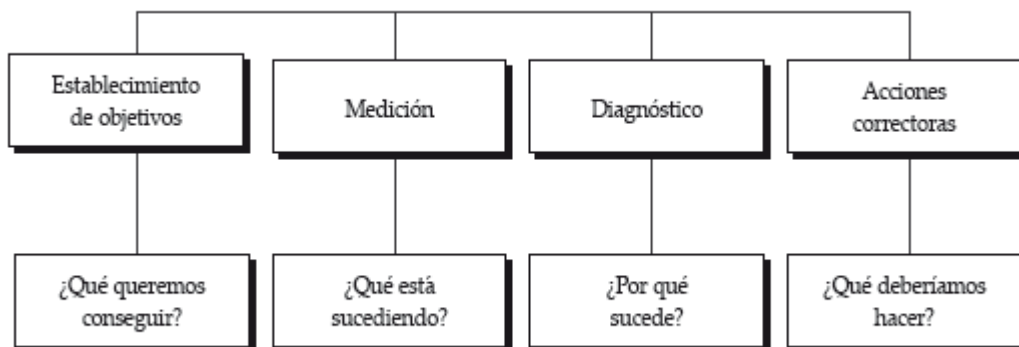 Establecimiento
de objetivos
Medición
Diagnóstico
Acciones
correctoras
¿Qué queremos
conseguir?
¿Qué está
sucediendo?
¿Por qué
sucede?
¿Qué deberíamos
hacer?